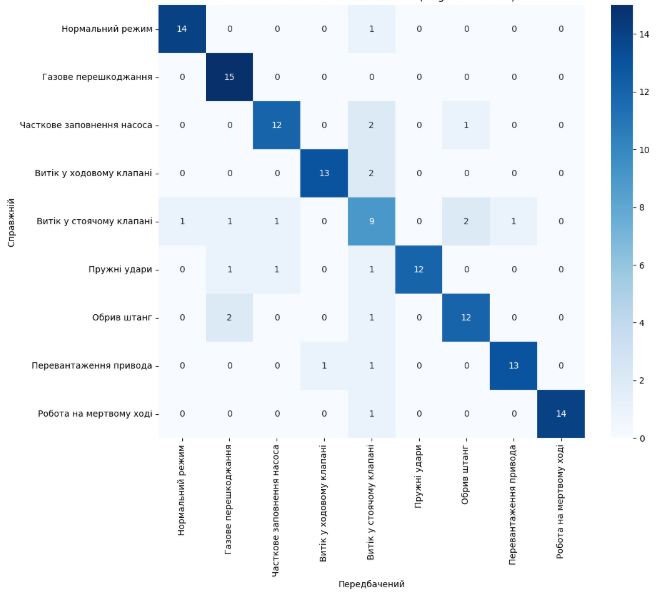 Нормальний режим 14 0 0 0 1 0 0 0 0
Газове перешкоджання 0 15 0 0 0 0 0 0 0
Часткове заповнення насоса 0 0 12 0 2 0 1 0 0
Витік у ходовому клапані 0 0 0 13 2 0 0 0 0
Витік у стоячому клапані 1 1 1 0 9 0 2 1 0
Пружні удари 0 1 1 0 1 12 0 0 0
Обрив штанг 0 2 0 0 1 0 12 0 0
Перевантаження привода 0 0 0 1 1 0 0 13 0
Робота на мертвому ході 0 0 0 0 1 0 0 0 14
Справжній
Нормальний режим
Газове перешкоджання
Часткове заповнення насоса
Витік у ходовому клапані
Витік у стоячому клапані
Пружні удари
Обрив штанг
Перевантаження привода
Робота на мертвому ході
Передбачений
14
12
10
8
6
4
2
0